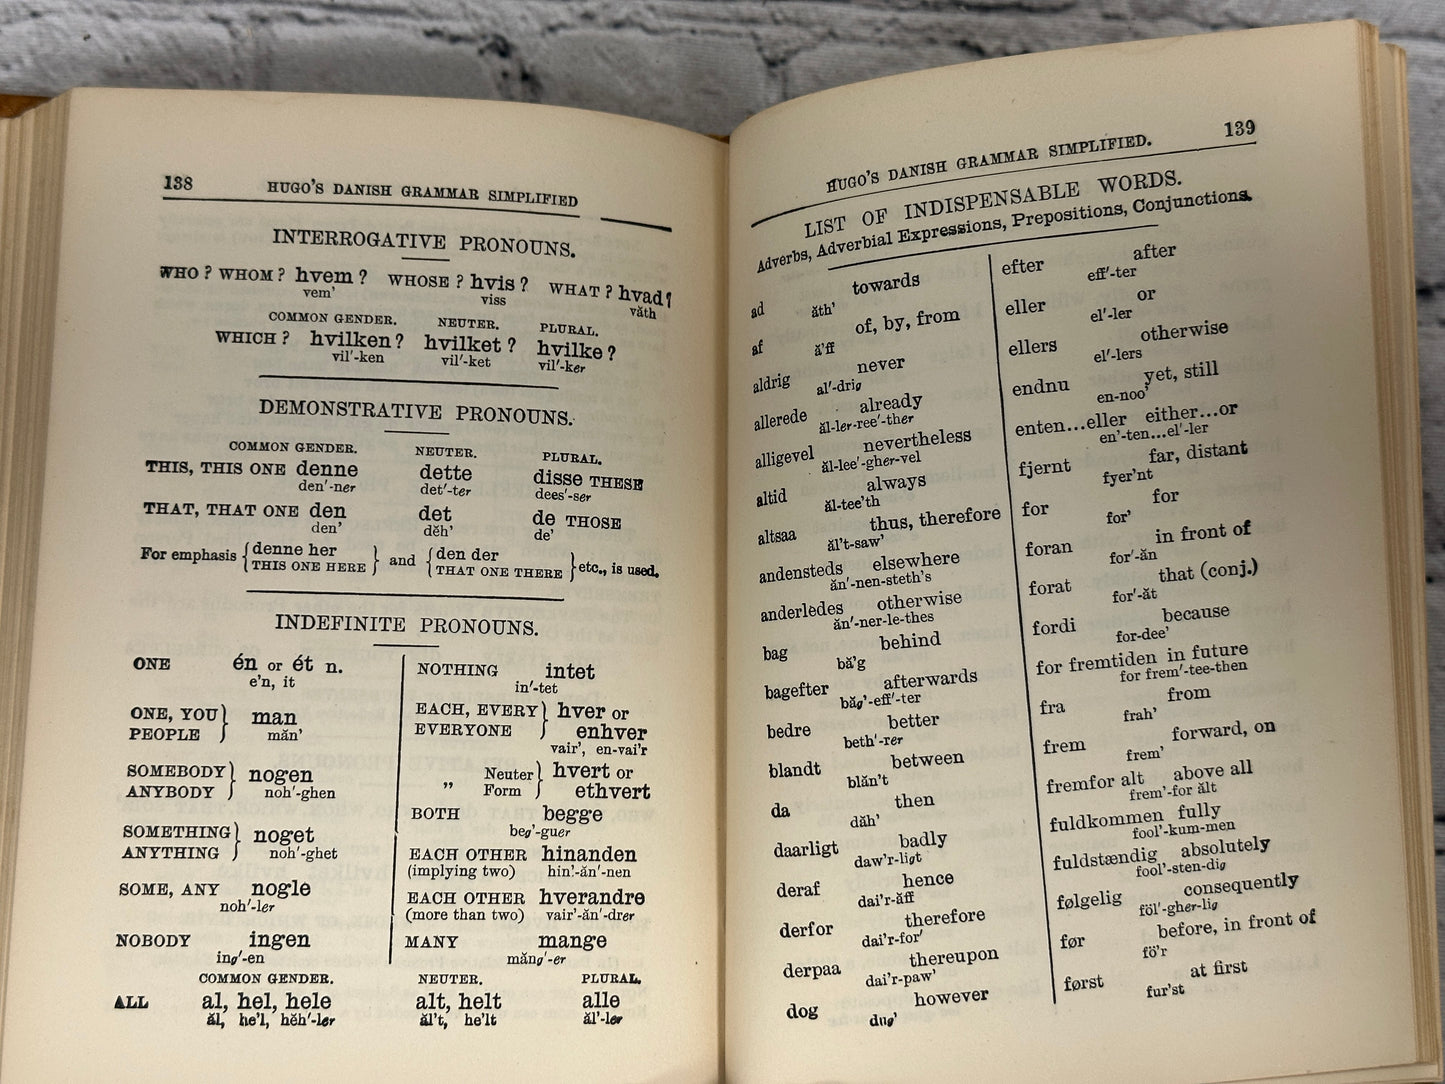 138 HUGO'S DANISH GRAMMAR SIMPLIFIED
INTERROGATIVE PRONOUNS.
WHO ? WHOM ? hvem ? WHOSE ? hvis ? WHAT ? hvad ?
vem' viss văth
COMMON GENDER. NEUTER. PLURAL.
WHICH ? hvilken ? hvilket ? hvilke ?
vil'-ken vil'-ket vil'-ker
DEMONSTRATIVE PRONOUNS.
COMMON GENDER. NEUTER. PLURAL.
THIS, THIS ONE denne dette disse THESE
den'-ner det'-ter dees'-ser
THAT, THAT ONE den det de THOSE
den' dĕh' de'
For emphasis { denne her } and { den der } etc., is used.
THIS ONE HERE THAT ONE THERE
INDEFINITE PRONOUNS.
ONE én or ét n.
e'n, it
ONE, YOU } man
PEOPLE măn'
SOMEBODY } nogen
ANYBODY noh'-ghen
SOMETHING } noget
ANYTHING noh'-ghet
SOME, ANY nogle
noh'-ler
NOBODY ingen
ing'-en
NOTHING intet
in'-tet
EACH, EVERY } hver or
EVERYONE enhver
vair', en-vai'r
„ Neuter } hvert or
Form ethvert
BOTH begge
beg'-guer
EACH OTHER hinanden
(implying two) hin'-ăn'-nen
EACH OTHER hverandre
(more than two) vair'-ăn'-drer
MANY mange
măng'-er
COMMON GENDER. NEUTER. PLURAL.
ALL al, hel, hele alt, helt alle
ăl, he'l, hĕh'-ler ăl't, he'lt ăl'-ler
HUGO'S DANISH GRAMMAR SIMPLIFIED. 139
LIST OF INDISPENSABLE WORDS.
Adverbs, Adverbial Expressions, Prepositions, Conjunctions.
ad towards
ăth'
af of, by, from
ă'ff
aldrig never
al'-drig
allerede already
ăl-ler-ree'-ther
alligevel nevertheless
ăl-lee'-gher-vel
altid always
ăl-tee'th
altsaa thus, therefore
ăl't-saw'
andensteds elsewhere
ăn'-nen-steth's
anderledes otherwise
ăn'-ner-le-thes
bag behind
bă'g
bagefter afterwards
băg'-eff'-ter
bedre better
beth'-rer
blandt between
blăn't
da then
dăh'
daarligt badly
daw'r-ligt
deraf hence
dai'r-ăff
derfor therefore
dai'r-for'
derpaa thereupon
dai'r-paw'
dog however
dug'
efter after
eff'-ter
eller or
el'-ler
ellers otherwise
el'-lers
endnu yet, still
en-noo'
enten...eller either...or
en'-ten...el'-ler
fjernt far, distant
fyer'nt
for for
for'
foran in front of
for'-ăn
forat that (conj.)
for'-ăt
fordi because
for-dee'
for fremtiden in future
for frem'-tee-then
fra from
frah'
frem forward, on
frem'
fremfor alt above all
frem'-for ălt
fuldkommen fully
fool'-kum-men
fuldstændig absolutely
fool'-sten-dig
følgelig consequently
föl'-gher-lig
før before, in front of
fö'r
først at first
fur'st